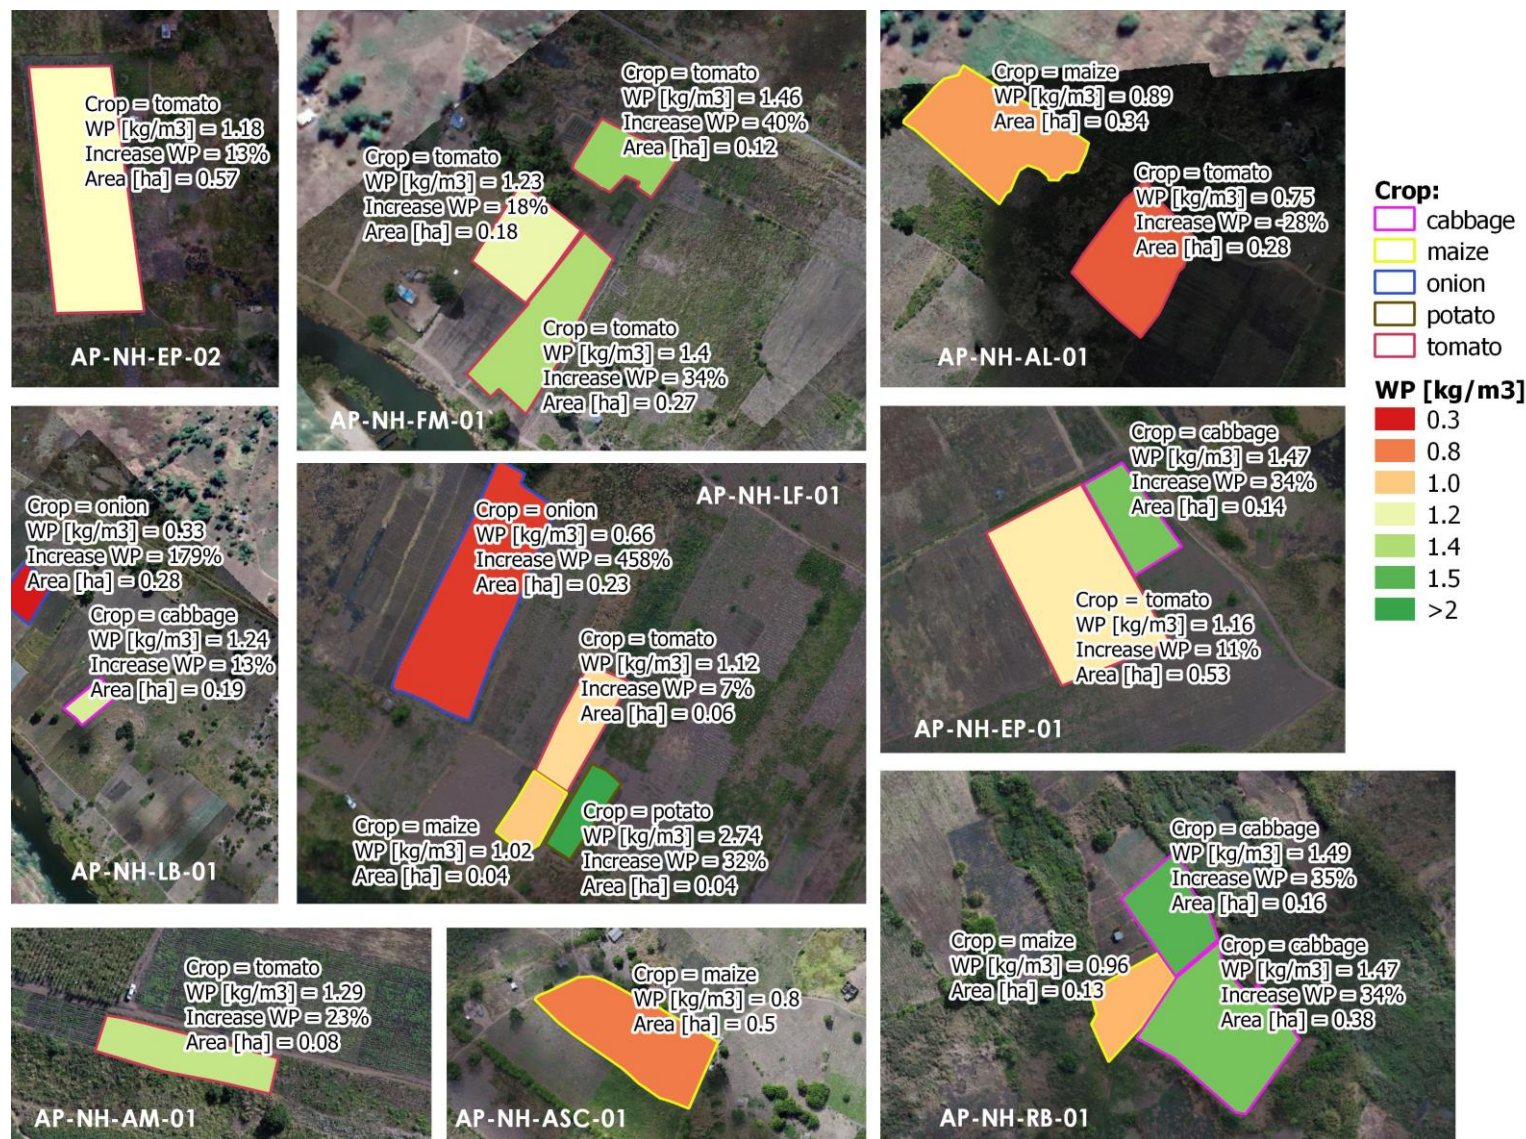 Crop = tomato
WP [kg/m3] = 1.18
Increase WP = 13%
Area [ha] = 0.57
AP-NH-EP-02
Crop = tomato
WP [kg/m3] = 1.46
Increase WP = 40%
Area [ha] = 0.12
Crop = tomato
WP [kg/m3] = 1.23
Increase WP = 18%
Area [ha] = 0.18
Crop = tomato
WP [kg/m3] = 1.4
Increase WP = 34%
Area [ha] = 0.27
AP-NH-FM-01
Crop = maize
WP [kg/m3] = 0.89
Area [ha] = 0.34
Crop = tomato
WP [kg/m3] = 0.75
Increase WP = -28%
Area [ha] = 0.28
AP-NH-AL-01
Crop:
cabbage
maize
onion
potato
tomato
WP [kg/m3]
0.3
0.8
1.0
1.2
1.4
1.5
>2
Crop = onion
WP [kg/m3] = 0.33
Increase WP = 179%
Area [ha] = 0.28
Crop = cabbage
WP [kg/m3] = 1.24
Increase WP = 13%
Area [ha] = 0.19
AP-NH-LB-01
AP-NH-LF-01
Crop = onion
WP [kg/m3] = 0.66
Increase WP = 458%
Area [ha] = 0.23
Crop = tomato
WP [kg/m3] = 1.12
Increase WP = 7%
Area [ha] = 0.06
Crop = maize
WP [kg/m3] = 1.02
Area [ha] = 0.04
Crop = potato
WP [kg/m3] = 2.74
Increase WP = 32%
Area [ha] = 0.04
Crop = cabbage
WP [kg/m3] = 1.47
Increase WP = 34%
Area [ha] = 0.14
Crop = tomato
WP [kg/m3] = 1.16
Increase WP = 11%
Area [ha] = 0.53
AP-NH-EP-01
Crop = tomato
WP [kg/m3] = 1.29
Increase WP = 23%
Area [ha] = 0.08
AP-NH-AM-01
Crop = maize
WP [kg/m3] = 0.8
Area [ha] = 0.5
AP-NH-ASC-01
Crop = cabbage
WP [kg/m3] = 1.49
Increase WP = 35%
Area [ha] = 0.16
Crop = maize
WP [kg/m3] = 0.96
Area [ha] = 0.13
Crop = cabbage
WP [kg/m3] = 1.47
Increase WP = 34%
Area [ha] = 0.38
AP-NH-RB-01